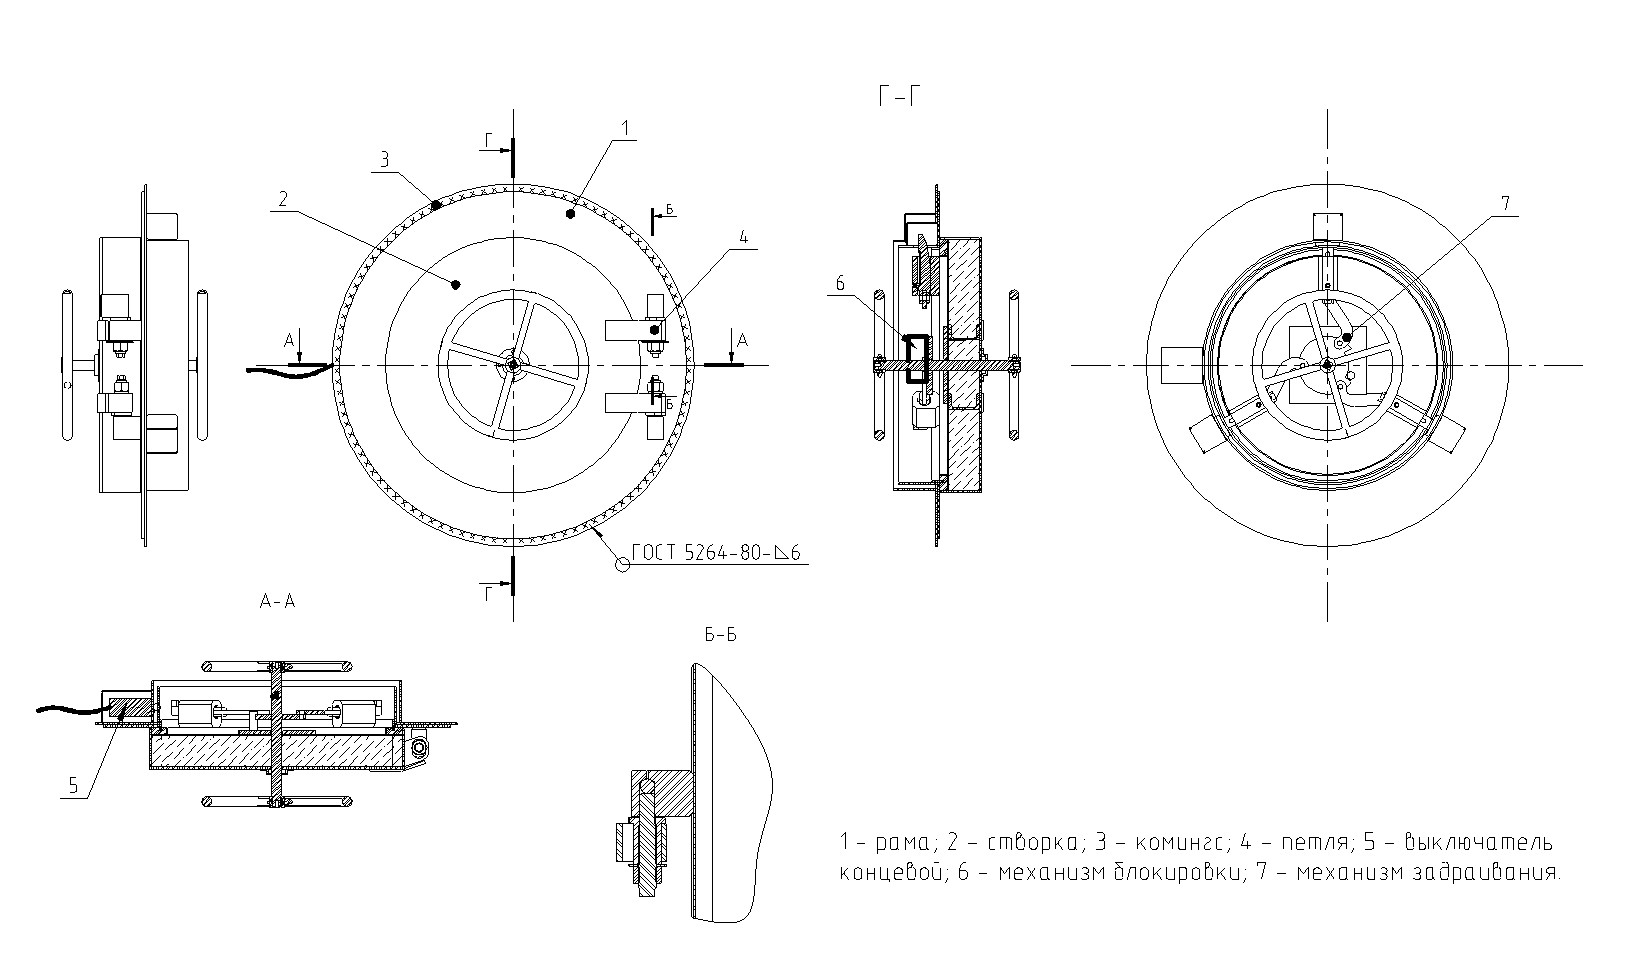 Г-Г
1
Г
3
2
Б
7
4
6
А
А
Б
ГОСТ 5264-80-◺6
Г
А-А
Б-Б
5
1 - рама; 2 - створка; 3 - комингс; 4 - петля; 5 - выключатель
концевой; 6 - механизм блокировки; 7 - механизм задраивания.